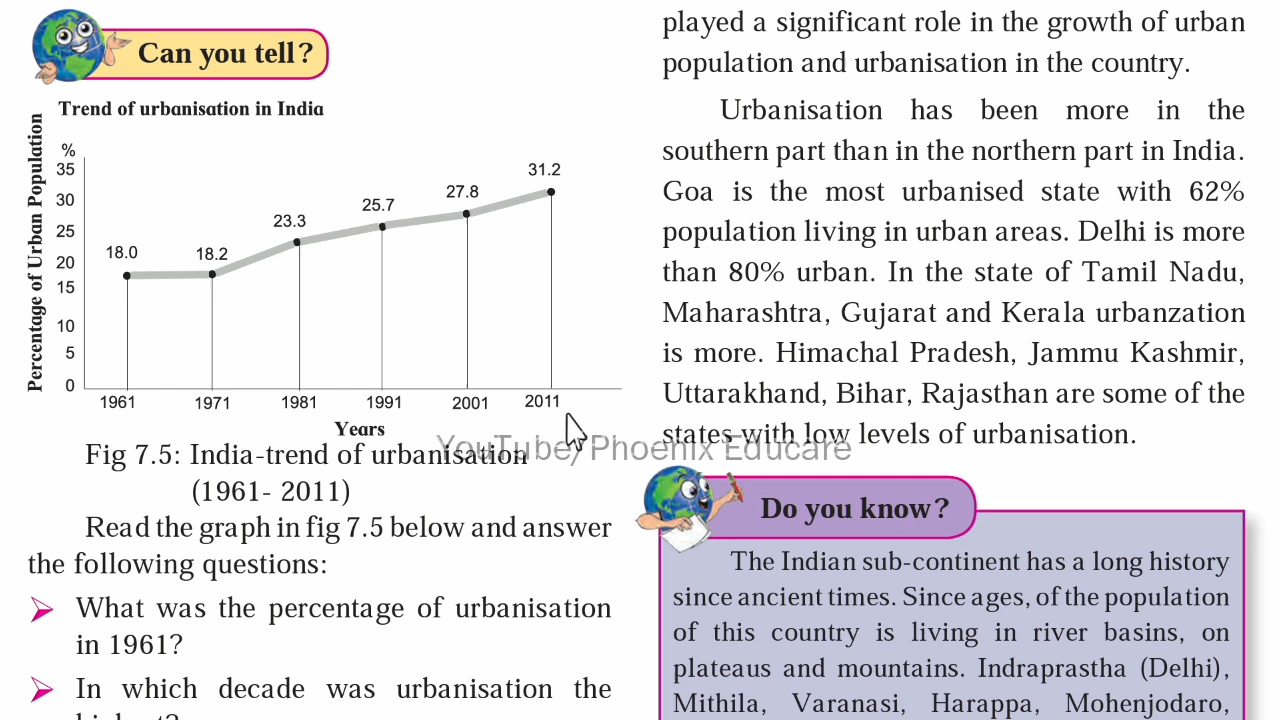 Can you tell?
Trend of urbanisation in India
Percentage of Urban Population
%
35
30
25
20
15
10
5
0
18.0
18.2
23.3
25.7
27.8
31.2
1961
1971
1981
1991
2001
2011
Years
Fig 7.5: India-trend of urbanisation
(1961- 2011)
Read the graph in fig 7.5 below and answer
the following questions:
What was the percentage of urbanisation
in 1961?
In which decade was urbanisation the
highest?
played a significant role in the growth of urban
population and urbanisation in the country.
Urbanisation has been more in the
southern part than in the northern part in India.
Goa is the most urbanised state with 62%
population living in urban areas. Delhi is more
than 80% urban. In the state of Tamil Nadu,
Maharashtra, Gujarat and Kerala urbanzation
is more. Himachal Pradesh, Jammu Kashmir,
Uttarakhand, Bihar, Rajasthan are some of the
states with low levels of urbanisation.
YouTube/Phoenix Educare
Do you know?
The Indian sub-continent has a long history
since ancient times. Since ages, of the population
of this country is living in river basins, on
plateaus and mountains. Indraprastha (Delhi),
Mithila, Varanasi, Harappa, Mohenjodaro,